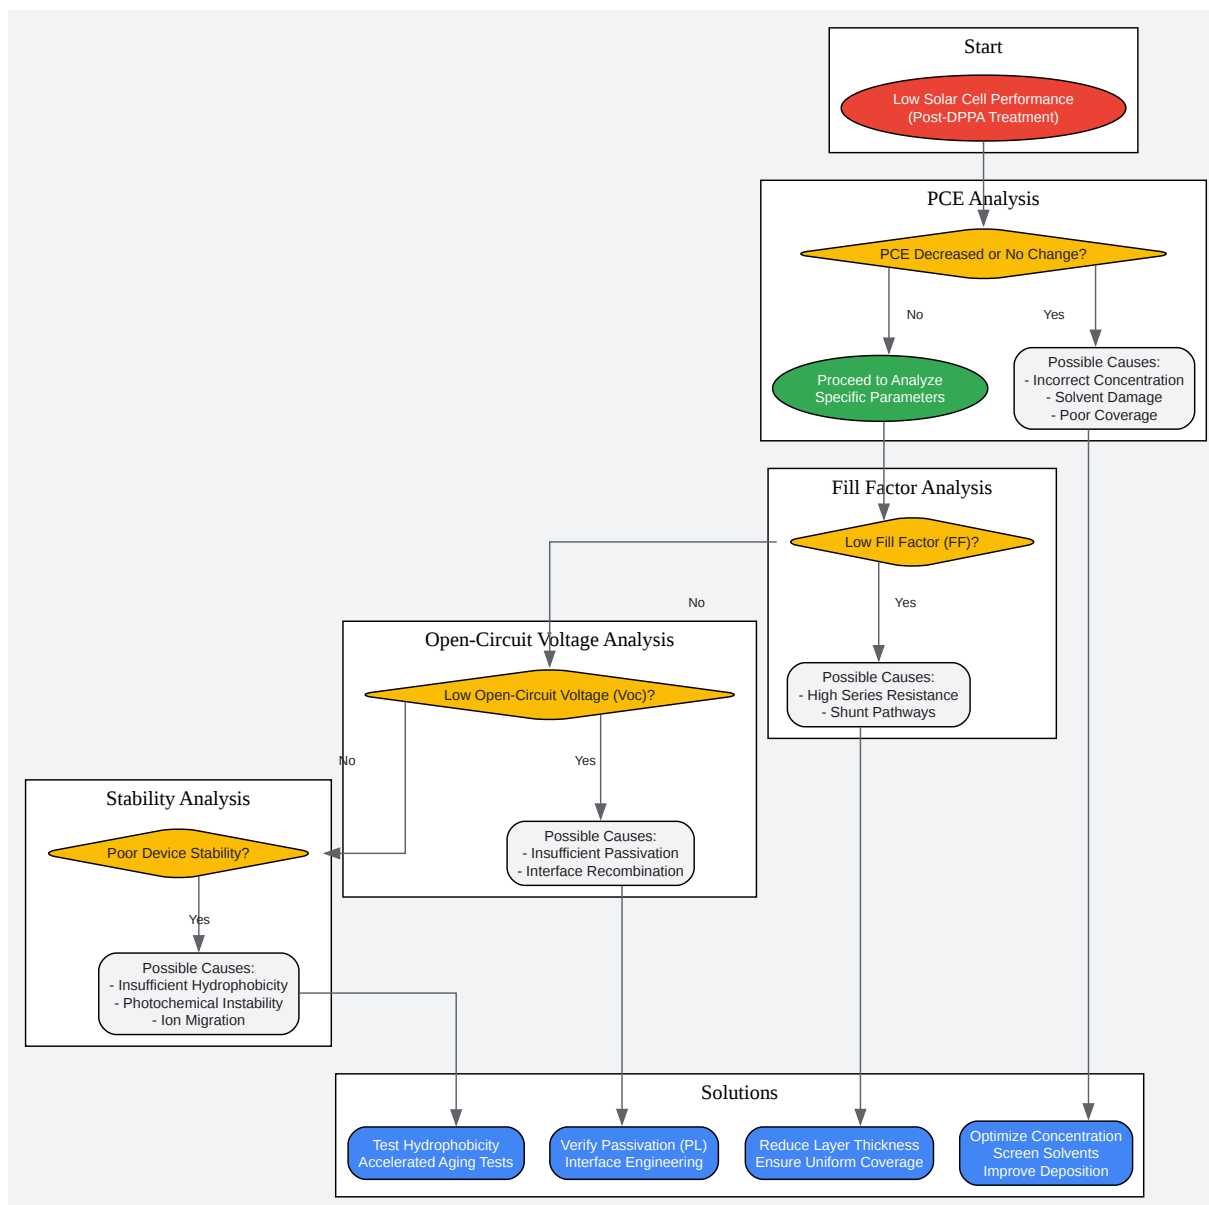 Start
Low Solar Cell Performance
(Post-DPPA Treatment)
PCE Analysis
PCE Decreased or No Change?
No
Yes
Proceed to Analyze
Specific Parameters
Possible Causes:
- Incorrect Concentration
- Solvent Damage
- Poor Coverage
Fill Factor Analysis
Low Fill Factor (FF)?
No
Yes
Possible Causes:
- High Series Resistance
- Shunt Pathways
Open-Circuit Voltage Analysis
Low Open-Circuit Voltage (Voc)?
No
Yes
Possible Causes:
- Insufficient Passivation
- Interface Recombination
Stability Analysis
Poor Device Stability?
Yes
Possible Causes:
- Insufficient Hydrophobicity
- Photochemical Instability
- Ion Migration
Solutions
Test Hydrophobicity
Accelerated Aging Tests
Verify Passivation (PL)
Interface Engineering
Reduce Layer Thickness
Ensure Uniform Coverage
Optimize Concentration
Screen Solvents
Improve Deposition